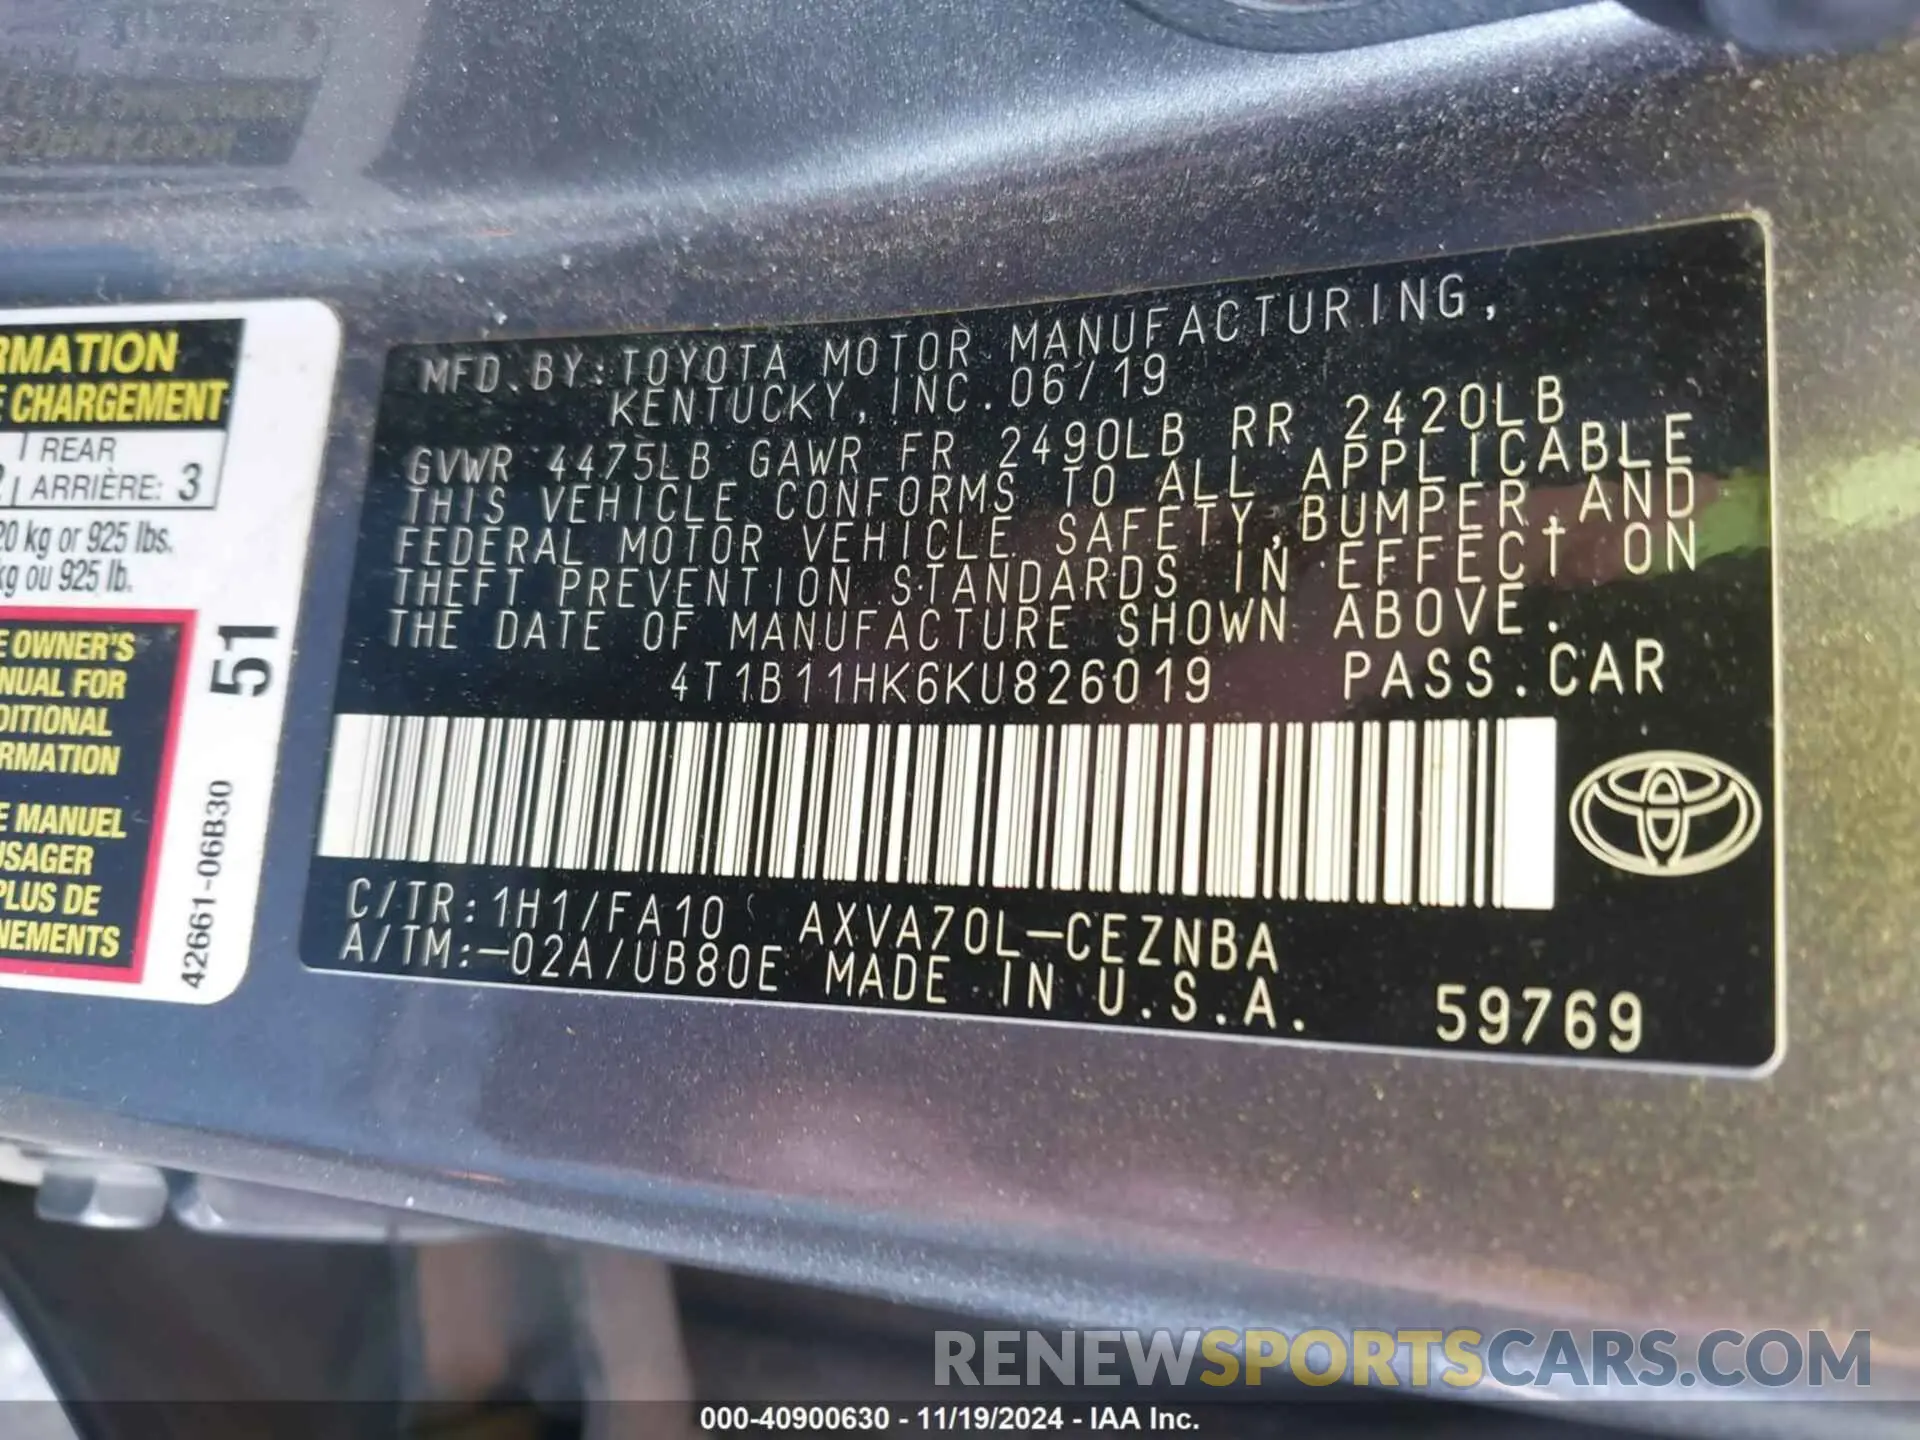 MFD. BY: TOYOTA MOTOR MANUFACTURING,
KENTUCKY, INC. 06/19
GVWR 4475LB GAWR FR 2490LB RR 2420LB
THIS VEHICLE CONFORMS TO ALL APPLICABLE
FEDERAL MOTOR VEHICLE SAFETY, BUMPER, AND
THEFT PREVENTION STANDARDS IN EFFECT ON
THE DATE OF MANUFACTURE SHOWN ABOVE.
4T1B11HK6KU826019 PASS.CAR
C/TR: 1H1/FA10 AXVA70L-CEZNBA
A/TM:-02A/UB80E MADE IN U.S.A. 59769
RMATION
E CHARGEMENT
REAR
ARRIÈRE: 3
20 kg or 925 lbs.
kg ou 925 lb.
E OWNER'S
NUAL FOR
DITIONAL
RMATION
E MANUEL
USAGER
PLUS DE
NEMENTS
51
42661-06B30
RENEWSPORTSCARS.COM
000-40900630 - 11/19/2024 - IAA Inc.